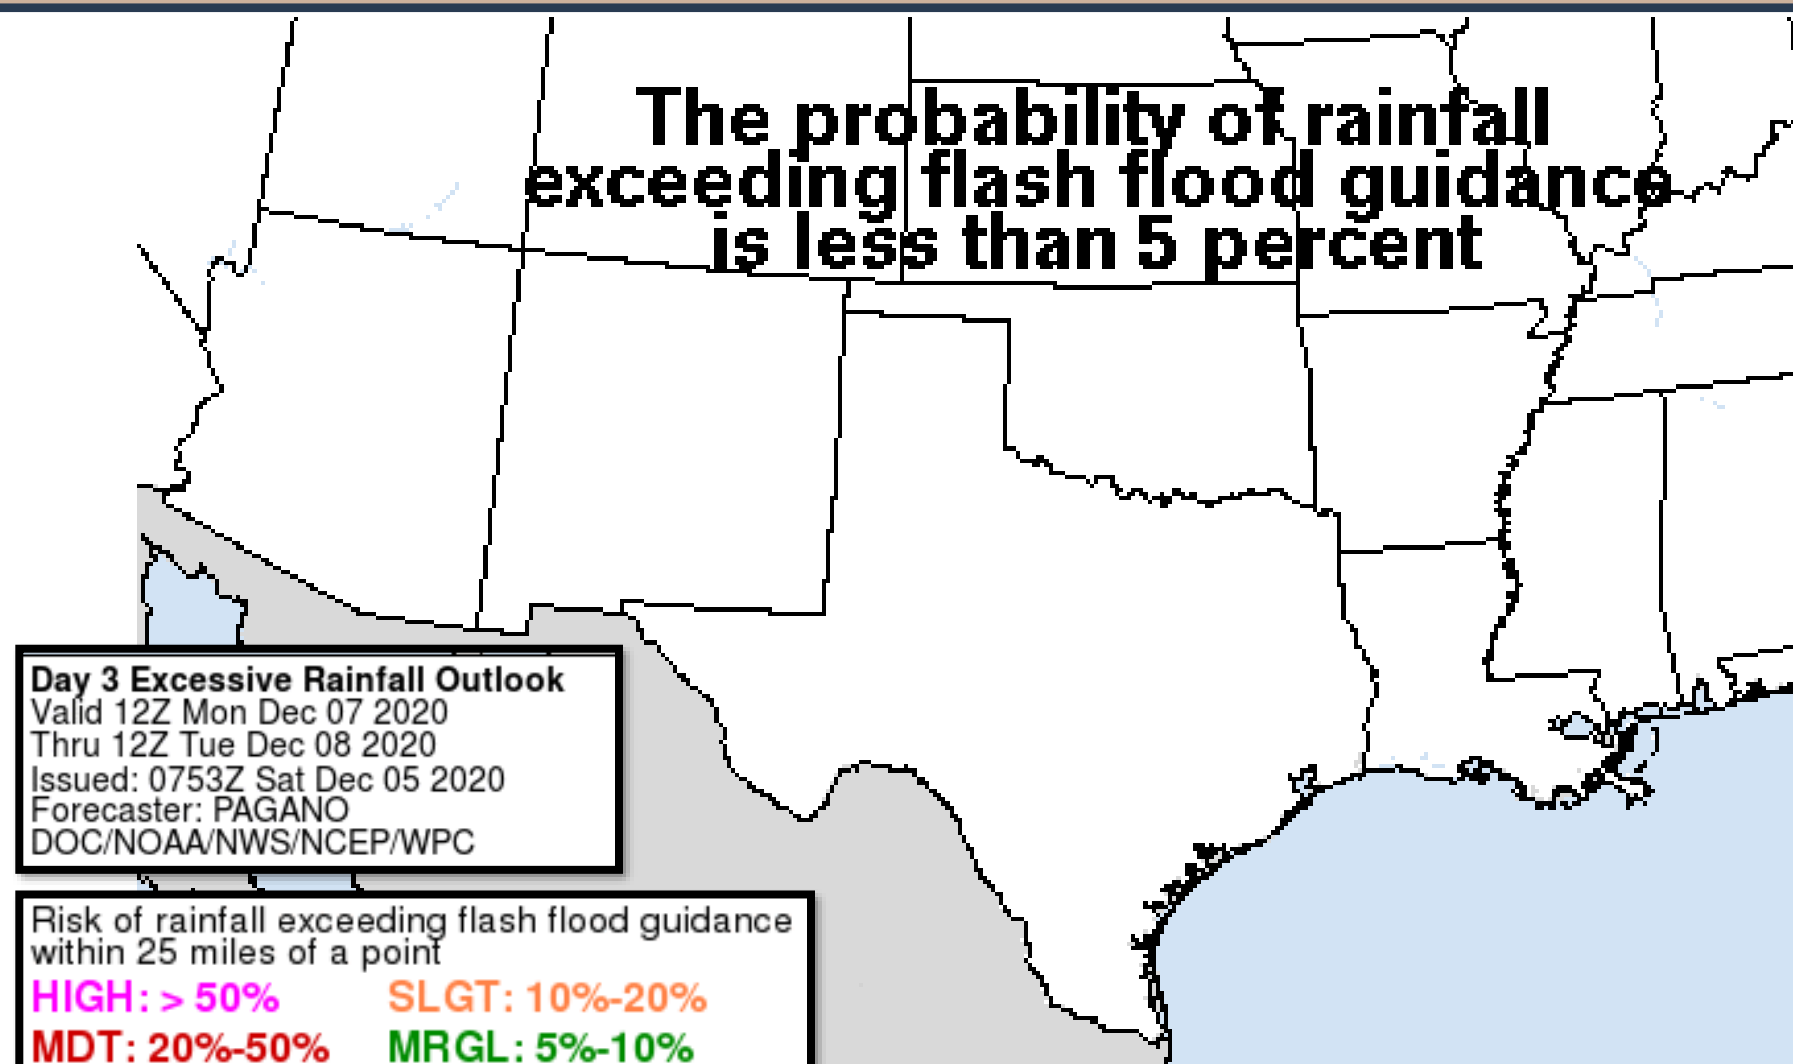 The probability of rainfall
exceeding flash flood guidance
is less than 5 percent
Day 3 Excessive Rainfall Outlook
Valid 12Z Mon Dec 07 2020
Thru 12Z Tue Dec 08 2020
Issued: 0753Z Sat Dec 05 2020
Forecaster: PAGANO
DOC/NOAA/NWS/NCEP/WPC
Risk of rainfall exceeding flash flood guidance
within 25 miles of a point
HIGH: > 50% SLGT: 10%-20%
MDT: 20%-50% MRGL: 5%-10%